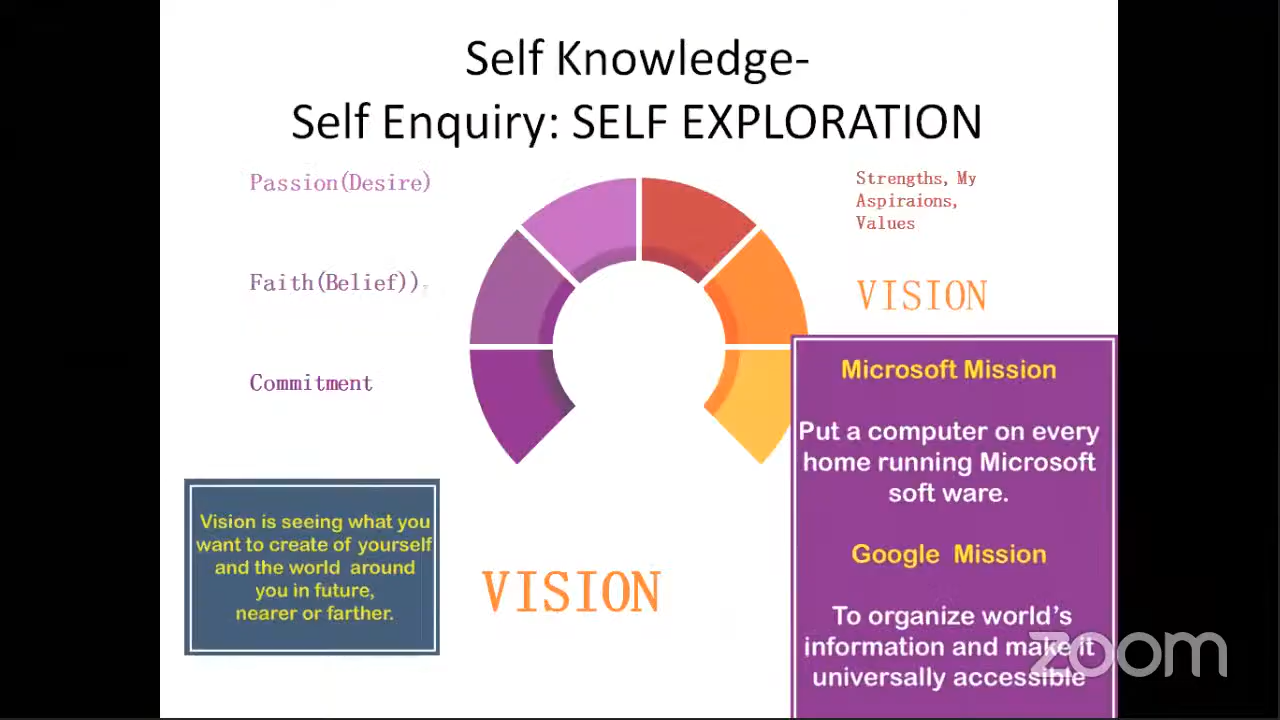 Self Knowledge-
Self Enquiry: SELF EXPLORATION
Passion(Desire)
Strengths, My
Aspiraions,
Values
Faith(Belief))
VISION
Commitment
Microsoft Mission
Put a computer on every
home running Microsoft
soft ware.
Google Mission
To organize world's
information and make it
universally accessible
Vision is seeing what you
want to create of yourself
and the world around
you in future,
nearer or farther.
VISION
zoom